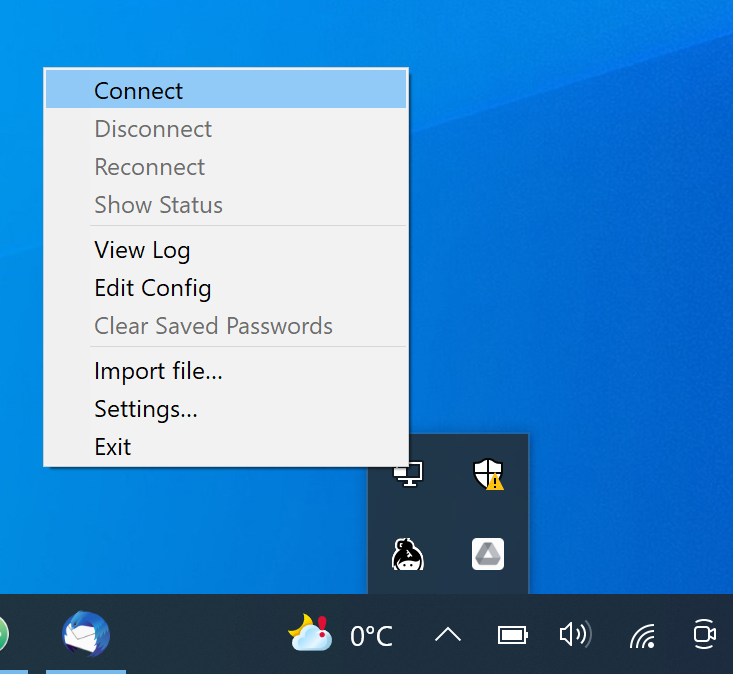 Connect
Disconnect
Reconnect
Show Status
View Log
Edit Config
Clear Saved Passwords
Import file...
Settings...
Exit
0°C